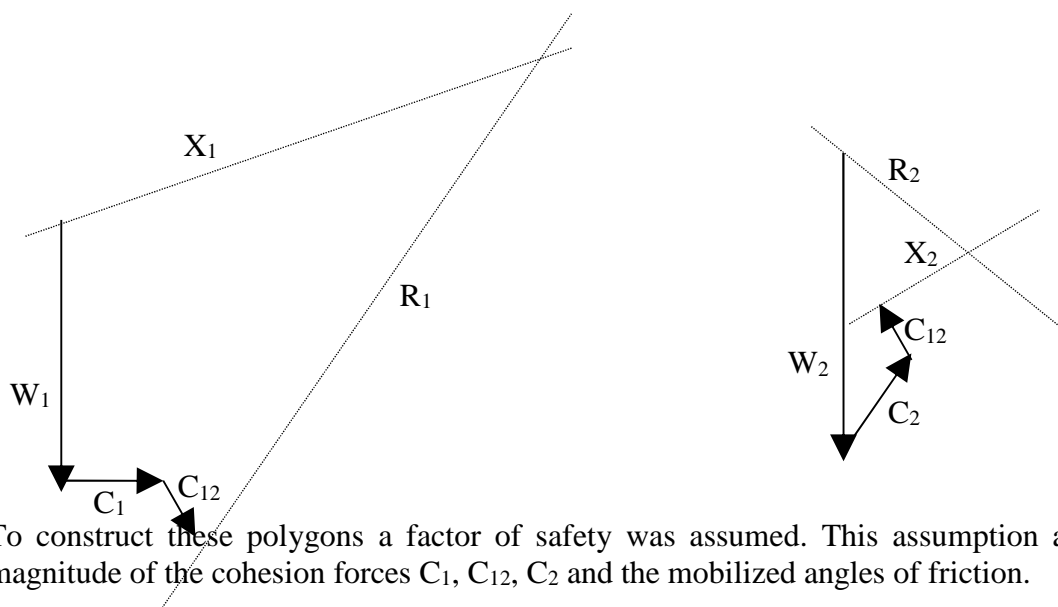 X₁
R₂
X₂
R₁
C₁₂
W₂
W₁
C₂
C₁₂
C₁
To construct these polygons a factor of safety was assumed. This assumption a
magnitude of the cohesion forces C₁, C₁₂, C₂ and the mobilized angles of friction.